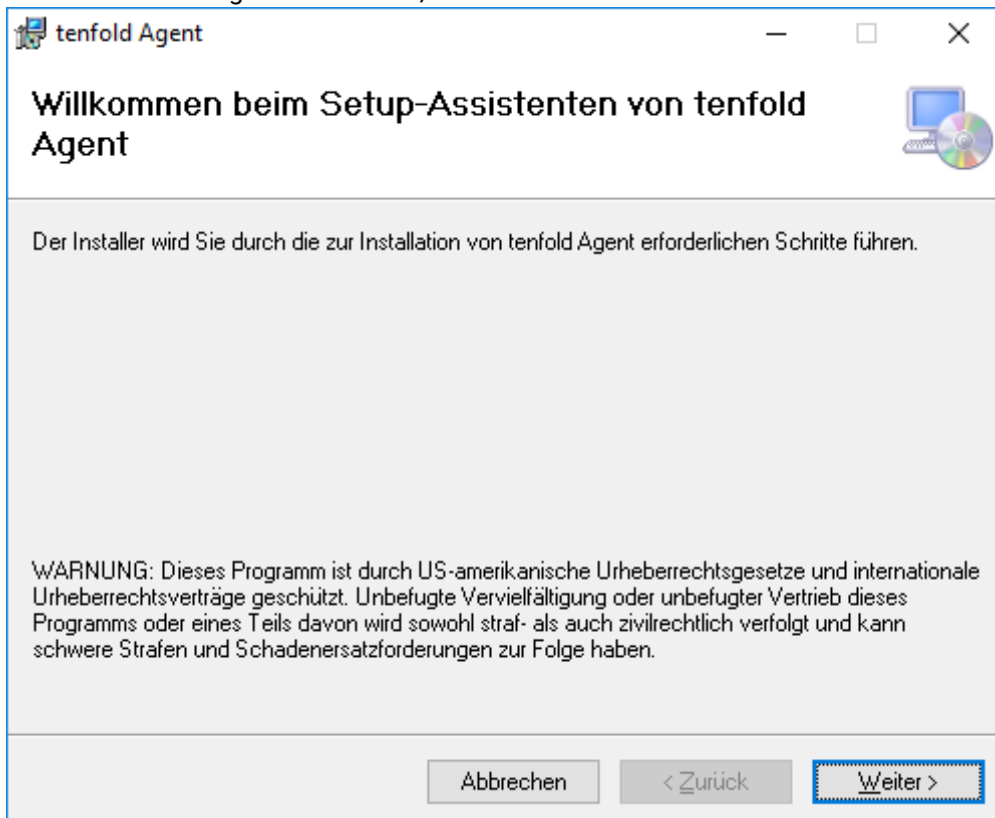 tenfold Agent
Willkommen beim Setup-Assistenten von tenfold
Agent
Der Installer wird Sie durch die zur Installation von tenfold Agent erforderlichen Schritte führen.
WARNUNG: Dieses Programm ist durch US-amerikanische Urheberrechtsgesetze und internationale
Urheberrechtsverträge geschützt. Unbefugte Vervielfältigung oder unbefugter Vertrieb dieses
Programms oder eines Teils davon wird sowohl straf- als auch zivilrechtlich verfolgt und kann
schwere Strafen und Schadenersatzforderungen zur Folge haben.
Abbrechen < Zurück Weiter >